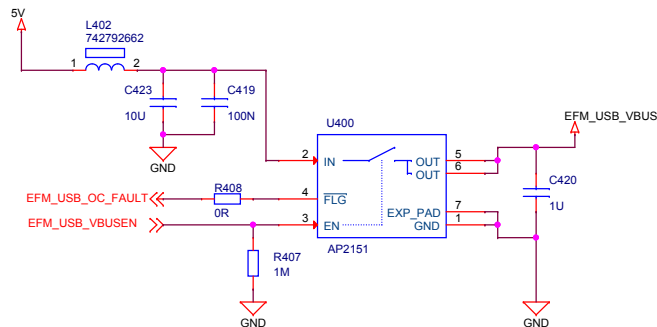 5V
L402
742792662
1 2
C423
10U
C419
100N
GND
U400
EFM_USB_VBUS
2 IN
OUT 5
OUT 6
EFM_USB_OC_FAULT
R408
0R
4 FLG
C420
1U
EFM_USB_VBUSEN
3 EN
EXP_PAD 7
GND 1
AP2151
R407
1M
GND
GND